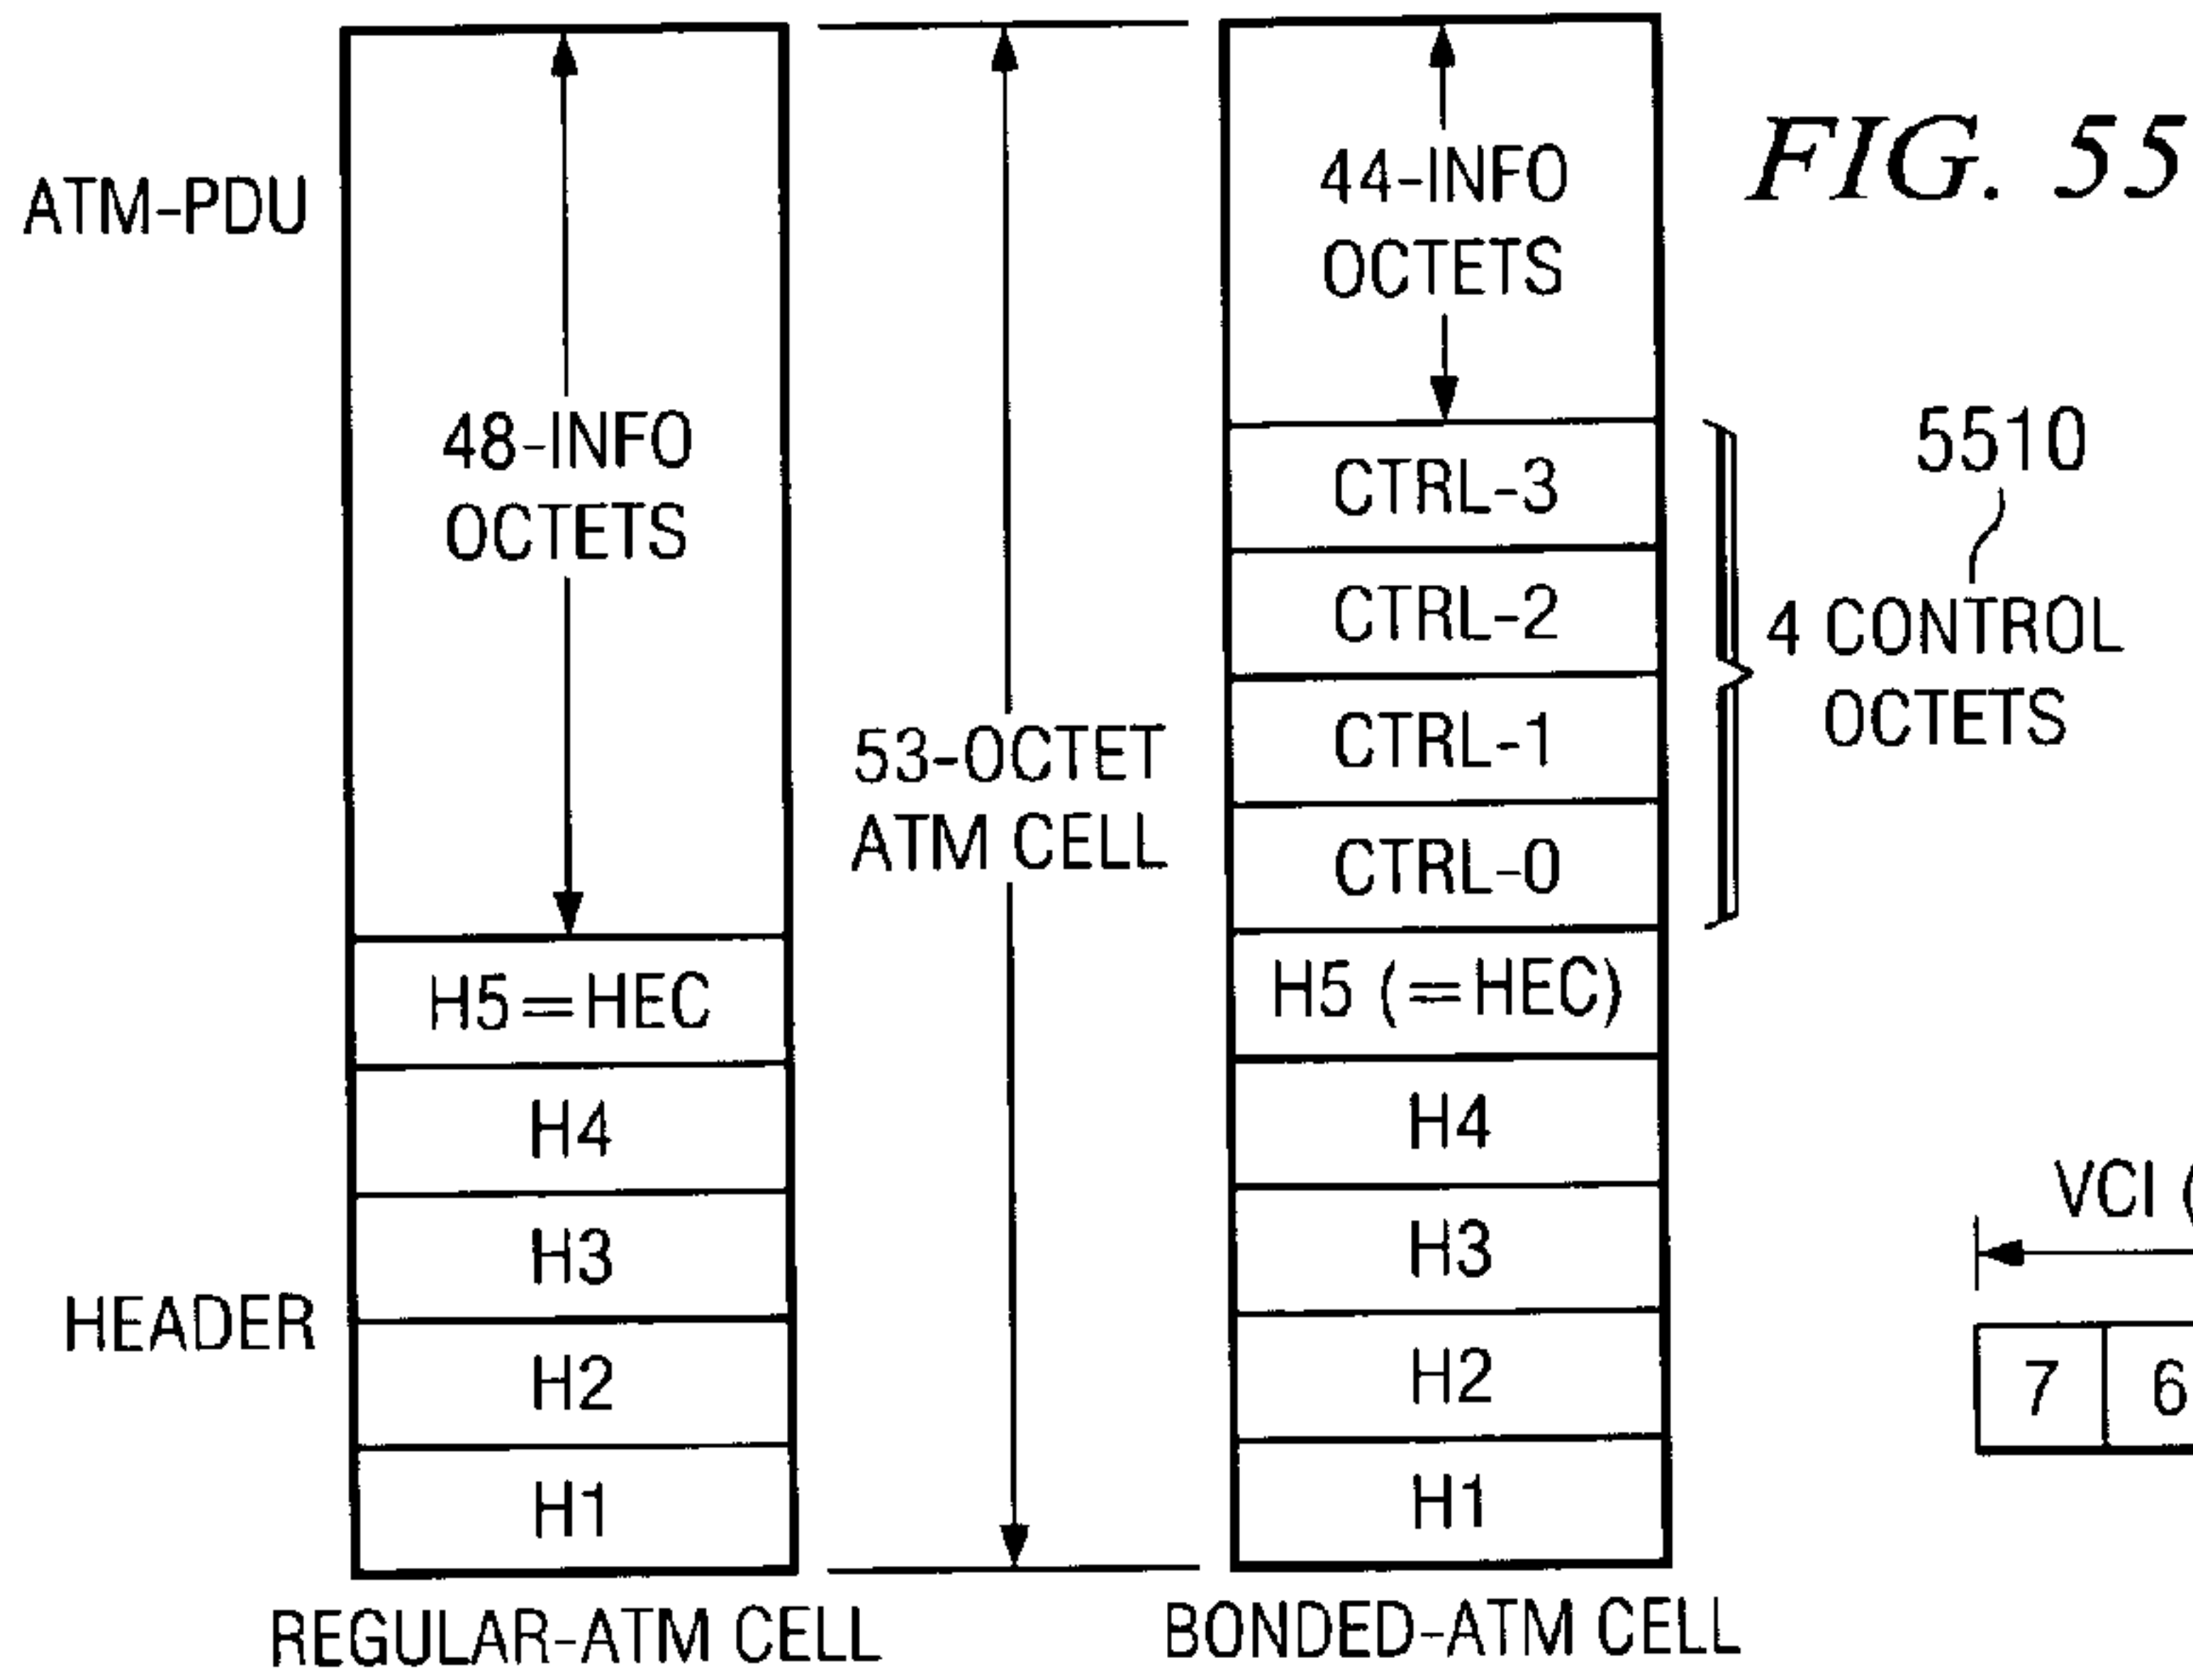 FIG. 55
ATM-PDU
48-INFO
OCTETS
H5=HEC
H4
H3
H2
H1
HEADER
REGULAR-ATM CELL
53-OCTET
ATM CELL
44-INFO
OCTETS
CTRL-3
CTRL-2
CTRL-1
CTRL-0
H5 (=HEC)
H4
H3
H2
H1
BONDED-ATM CELL
5510
4 CONTROL
OCTETS
VCI (
7 6